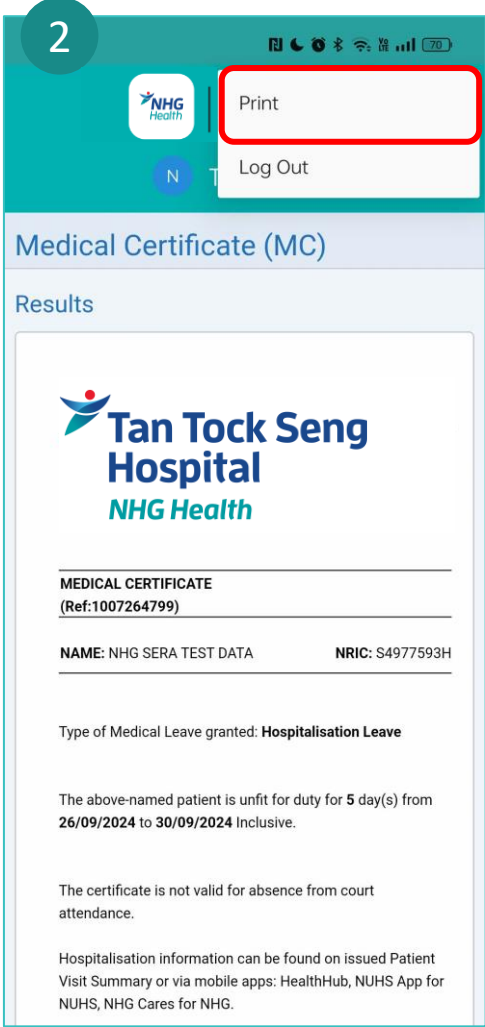 2
70
NHG
Health
Print
N
T
Log Out
Medical Certificate (MC)
Results
Tan Tock Seng
Hospital
NHG Health
MEDICAL CERTIFICATE
(Ref:1007264799)
NAME: NHG SERA TEST DATA NRIC: S4977593H
Type of Medical Leave granted: Hospitalisation Leave
The above-named patient is unfit for duty for 5 day(s) from
26/09/2024 to 30/09/2024 Inclusive.
The certificate is not valid for absence from court
attendance.
Hospitalisation information can be found on issued Patient
Visit Summary or via mobile apps: HealthHub, NUHS App for
NUHS, NHG Cares for NHG.